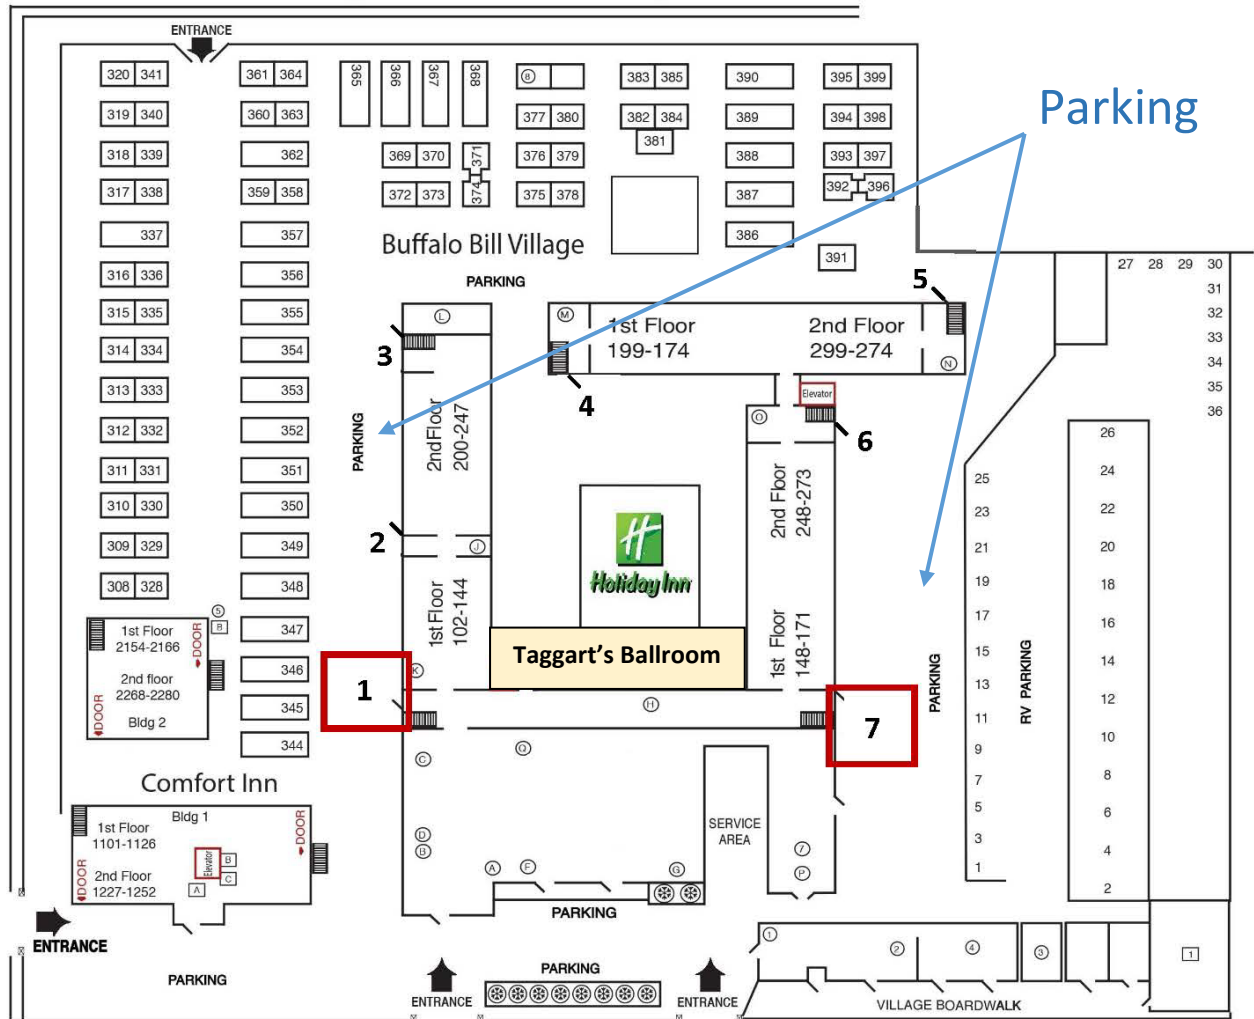 ENTRANCE
320 341
361 364
365
366
367
368
8
383 385
390
395 399
Parking
319 340
360 363
377 380
382 384
389
394 398
381
318 339
362
369 370
371
376 379
388
393 397
317 338
359 358
372 373
374
375 378
387
392 396
337
357
386
Buffalo Bill Village
391
316 336
356
PARKING
5
27 28 29 30
31
315 335
355
L
M
1st Floor
199-174
2nd Floor
299-274
N
32
33
34
35
36
314 334
354
3
313 333
353
4
Elevator
312 332
352
PARKING
2nd Floor
200-247
O
6
26
311 331
351
24
25
310 330
350
2nd Floor
248-273
23
22
309 329
349
2
J
H
Holiday Inn
21
20
308 328
348
1st Floor
102-144
19
18
5
B
347
1st Floor
2154-2166
DOOR
2nd floor
2268-2280
DOOR
Bldg 2
346
345
344
K
1
Taggart's Ballroom
1st Floor
148-171
17
16
15
14
13
12
PARKING
RV PARKING
H
7
11
10
9
8
7
6
5
4
3
2
1
C
Q
Comfort Inn
Bldg 1
1st Floor
1101-1126
DOOR
Elevator
B
C
A
2nd Floor
1227-1252
DOOR
D
B
A
F
G
SERVICE
AREA
7
P
PARKING
ENTRANCE
PARKING
PARKING
ENTRANCE
ENTRANCE
1
2
4
3
1
VILLAGE BOARDWALK